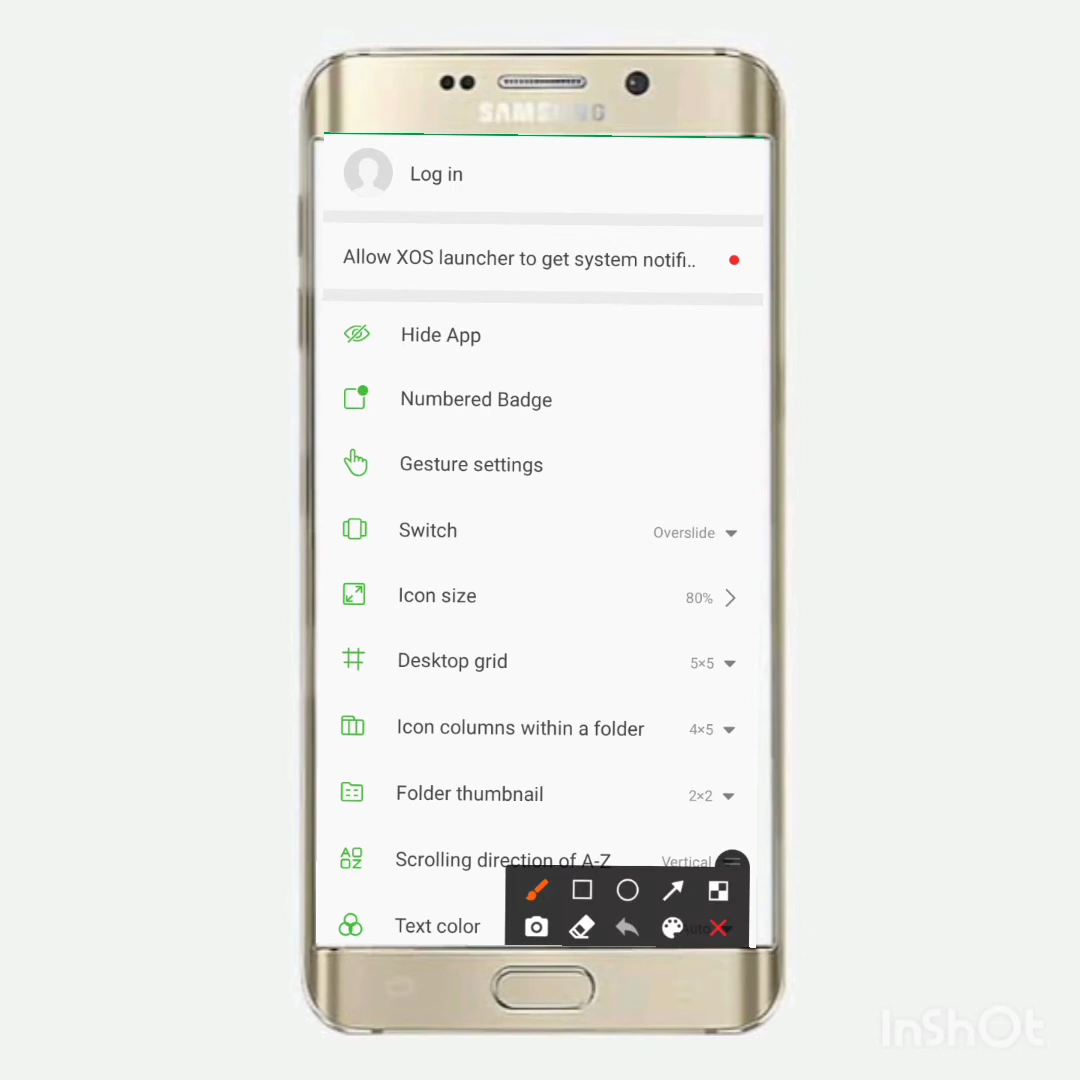 SAMSUNG
Log in
Allow XOS launcher to get system notifi..
Hide App
Numbered Badge
Gesture settings
Switch Overslide
Icon size 80%
Desktop grid 5×5
Icon columns within a folder 4×5
Folder thumbnail 2×2
Scrolling direction of A-Z Vertical
Text color Auto
InShOt